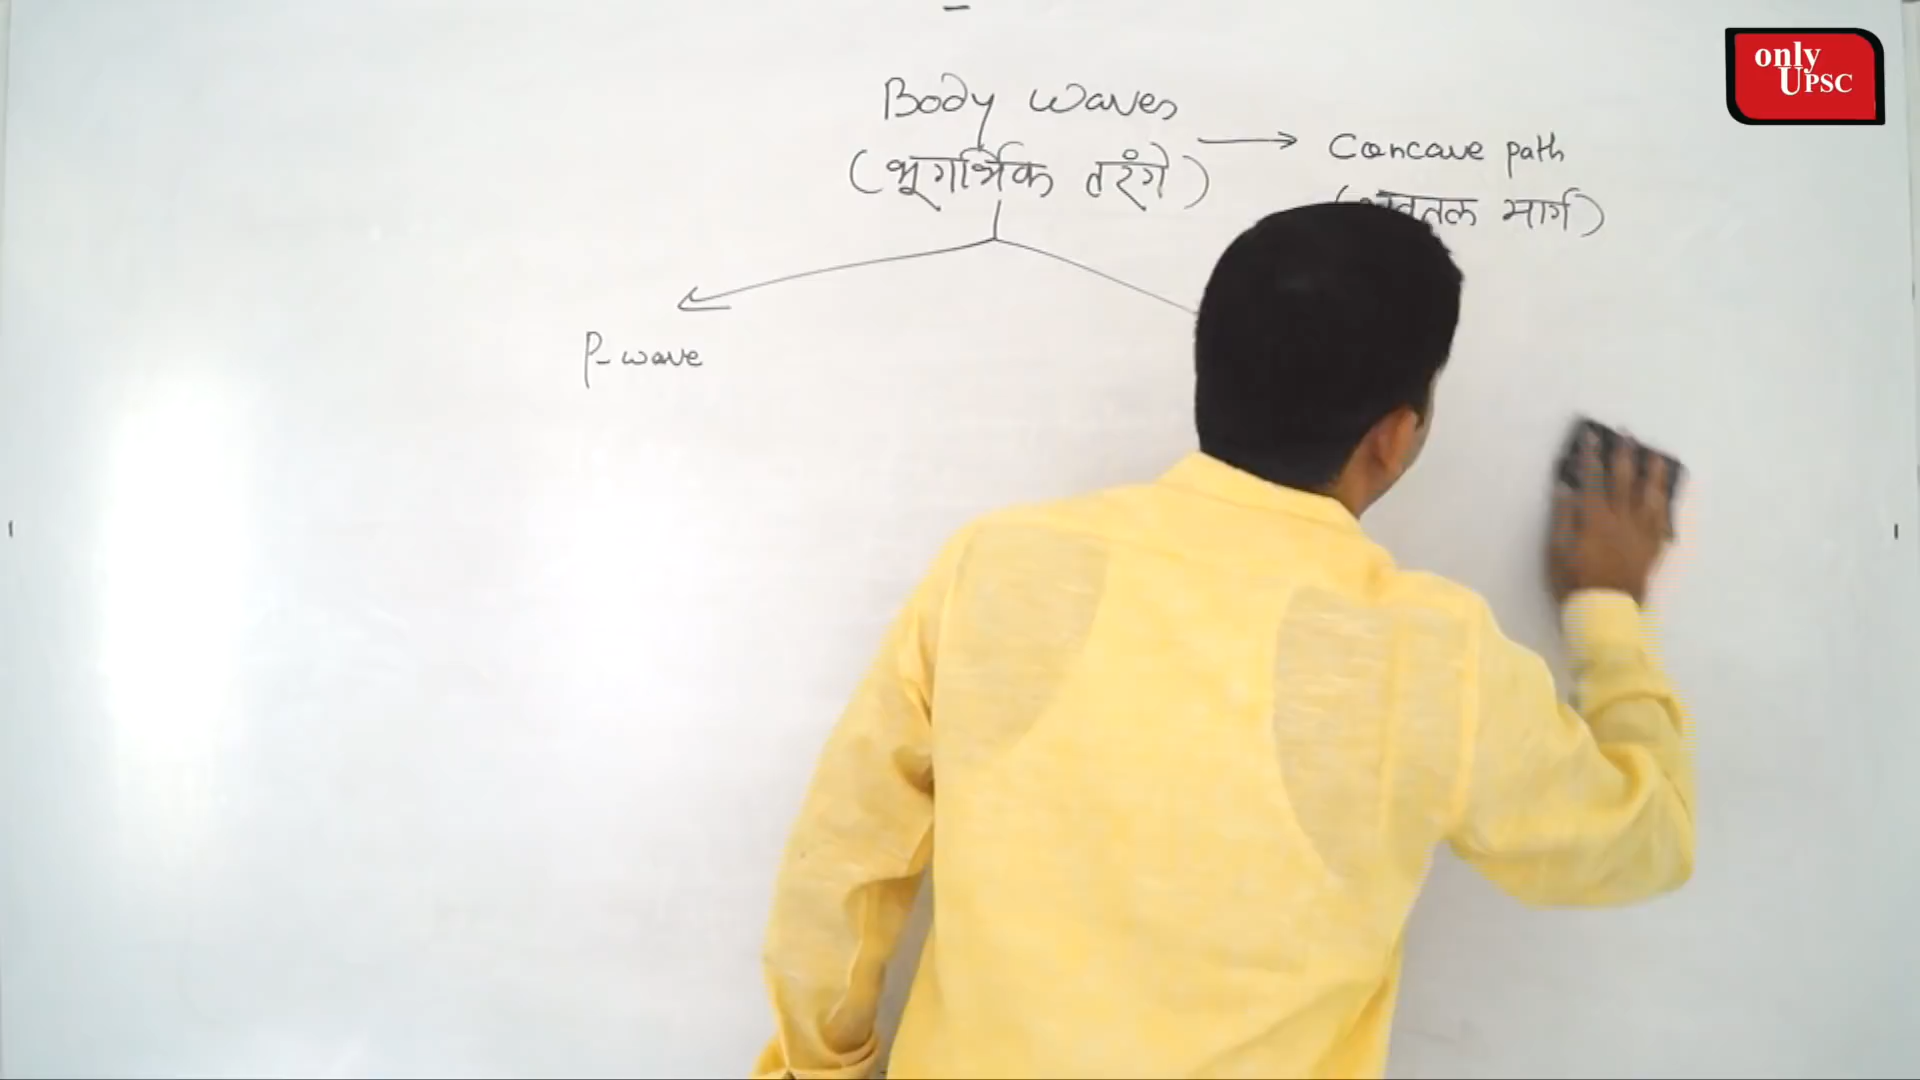 Body waves
(भूगर्भिक तरंगे)
Concave path
मार्ग)
P-wave
only
UPSC